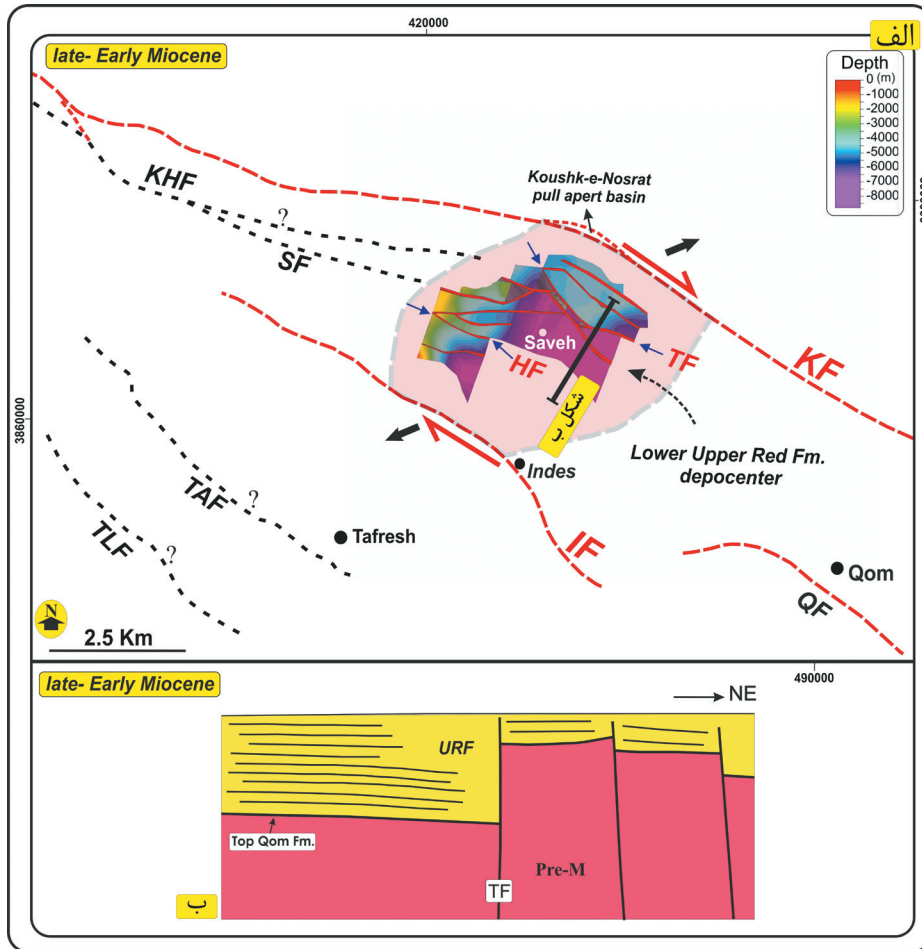 420000
الف
late- Early Miocene
Depth
0 (m)
-1000
-2000
-3000
-4000
-5000
-6000
-7000
-8000
Koushk-e-Nosrat
pull apert basin
KHF
?
SF
Saveh
HF
TF
KF
شکل ب
3860000
Indes
Lower Upper Red Fm.
depocenter
TAF
?
TLF
?
Tafresh
IF
Qom
QF
N
2.5 Km
late- Early Miocene
490000
NE
URF
Top Qom Fm.
Pre-M
TF
ب